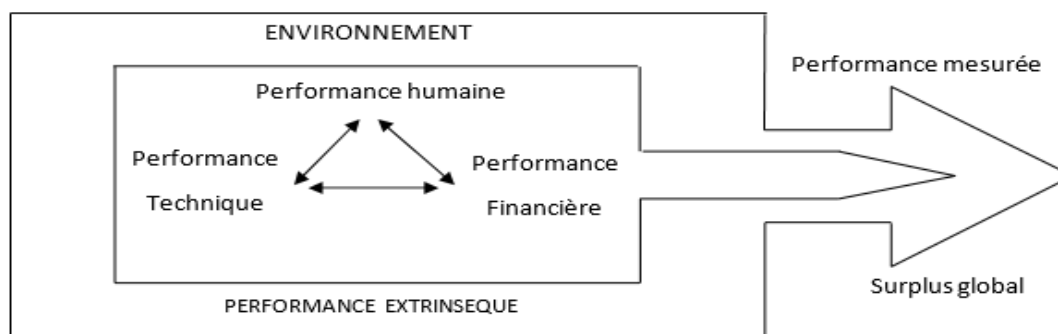 ENVIRONNEMENT
Performance mesurée
Performance humaine
Performance
Technique
Performance
Financière
Surplus global
PERFORMANCE EXTRINSEQUE